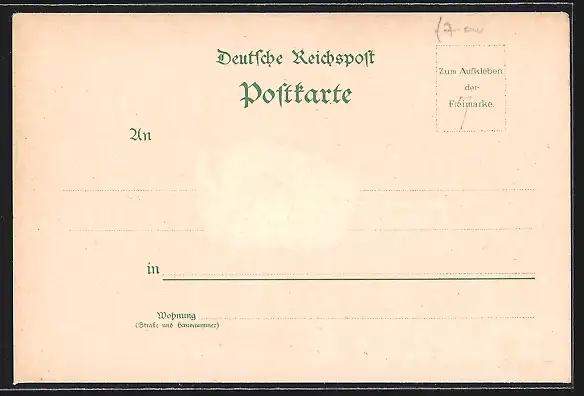 Deutsche Reichspost
Postkarte
Zum Aufkleben
der
Freimarke.
An
in
Wohnung
(Straße und Hausnummer)